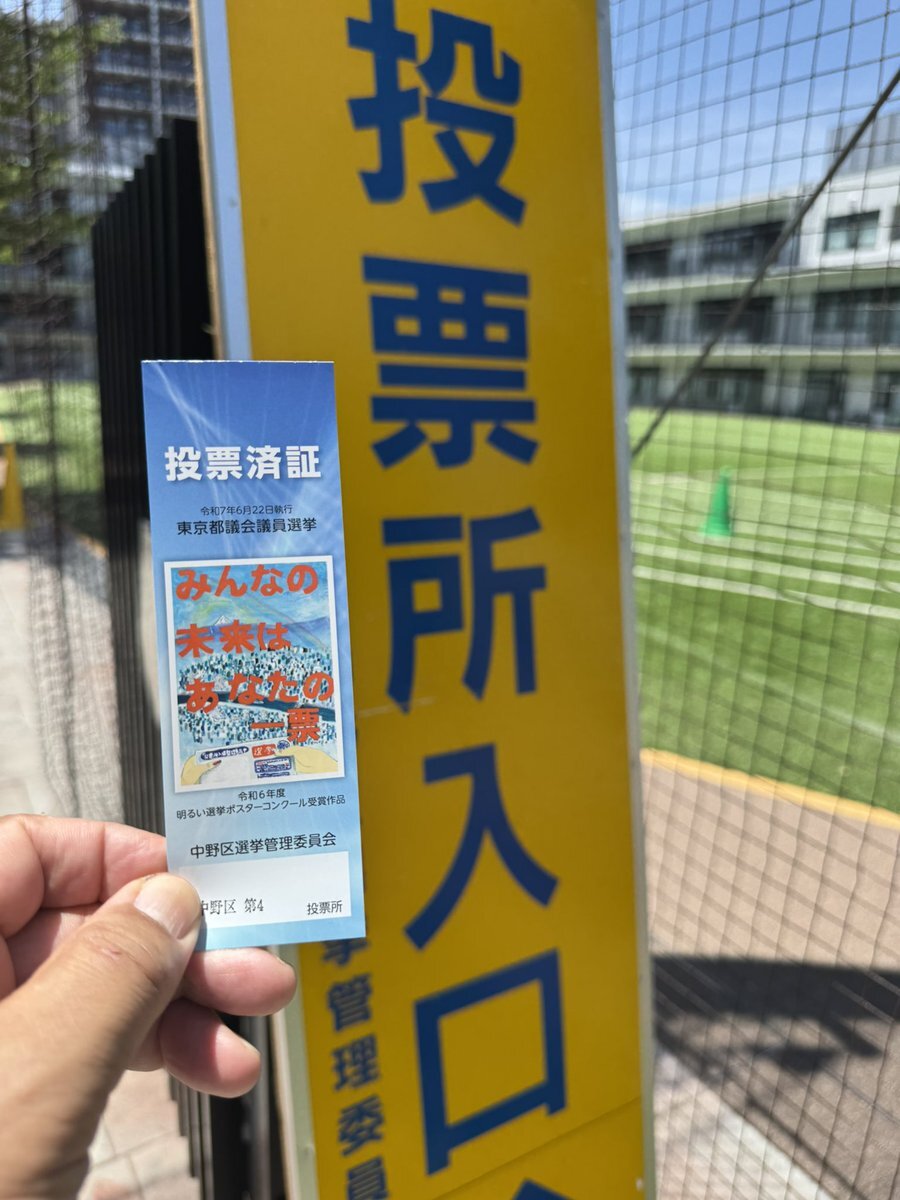 投票所入口
管理委員
投票済証
令和7年6月22日執行
東京都議会議員選挙
みんなの
未来は
あなたの
一票
選挙
令和6年度
明るい選挙ポスターコンクール受賞作品
中野区選挙管理委員会
中野区 第4 投票所